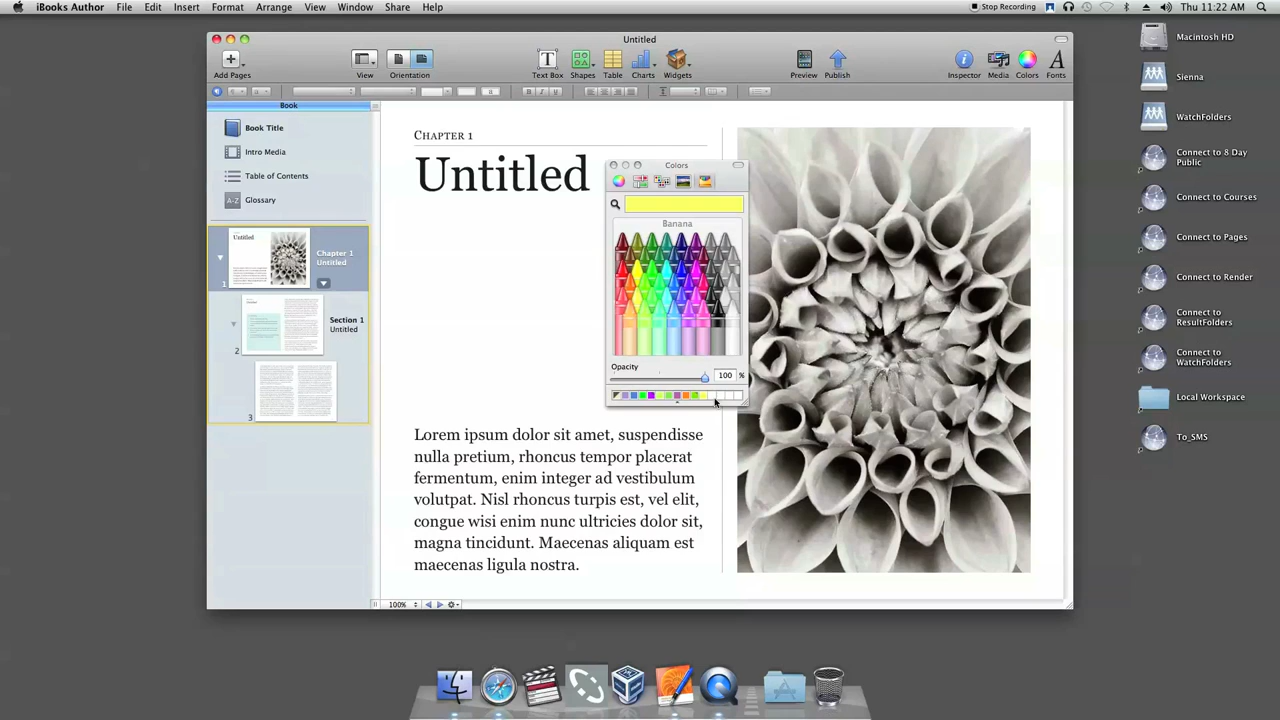 iBooks Author File Edit Insert Format Arrange View Window Share Help
Stop Recording Thu 11:22 AM
Untitled
Add Pages View Orientation Text Box Shapes Table Charts Widgets Preview Publish Inspector Media Colors Fonts
B I U
Book
Book Title
Intro Media
Table of Contents
A-Z Glossary
Untitled
Chapter 1
Untitled
1
Section 1
Untitled
2
3
CHAPTER 1
Untitled
Lorem ipsum dolor sit amet, suspendisse
nulla pretium, rhoncus tempor placerat
fermentum, enim integer ad vestibulum
volutpat. Nisl rhoncus turpis est, vel elit,
congue wisi enim nunc ultricies dolor sit,
magna tincidunt. Maecenas aliquam est
maecenas ligula nostra.
Colors
Banana
Opacity
100 %
100%
Macintosh HD
Sienna
WatchFolders
Connect to 8 Day
Public
Connect to Courses
Connect to Pages
Connect to Render
Connect to
ResultFolders
Connect to
WatchFolders
Local Workspace
To_SMS